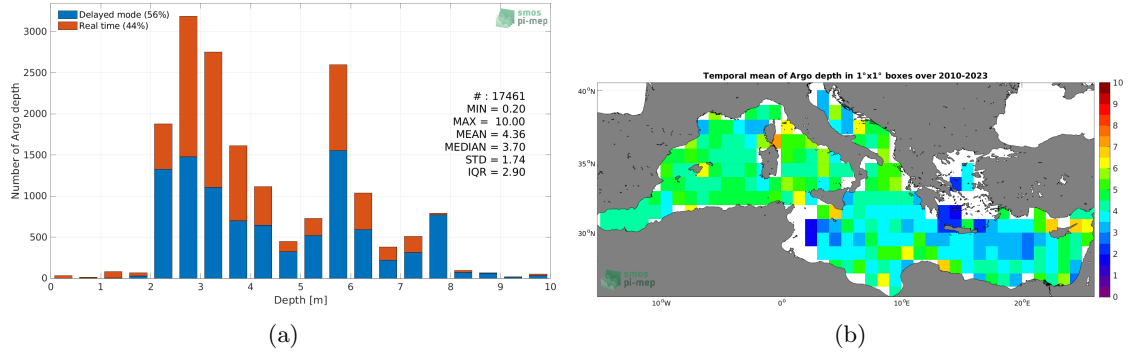 Delayed mode (56%)
Real time (44%)
smos
pi-mep
3000
2500
2000
1500
1000
500
0
Number of Argo depth
# : 17461
MIN = 0.20
MAX = 10.00
MEAN = 4.36
MEDIAN = 3.70
STD = 1.74
IQR = 2.90
0 1 2 3 4 5 6 7 8 9 10
Depth [m]
(a)
Temporal mean of Argo depth in 1°x1° boxes over 2010-2023
40°N
35°N
30°N
10°W 0° 10°E 20°E
10
9
8
7
6
5
4
3
2
1
0
smos
pi-mep
(b)